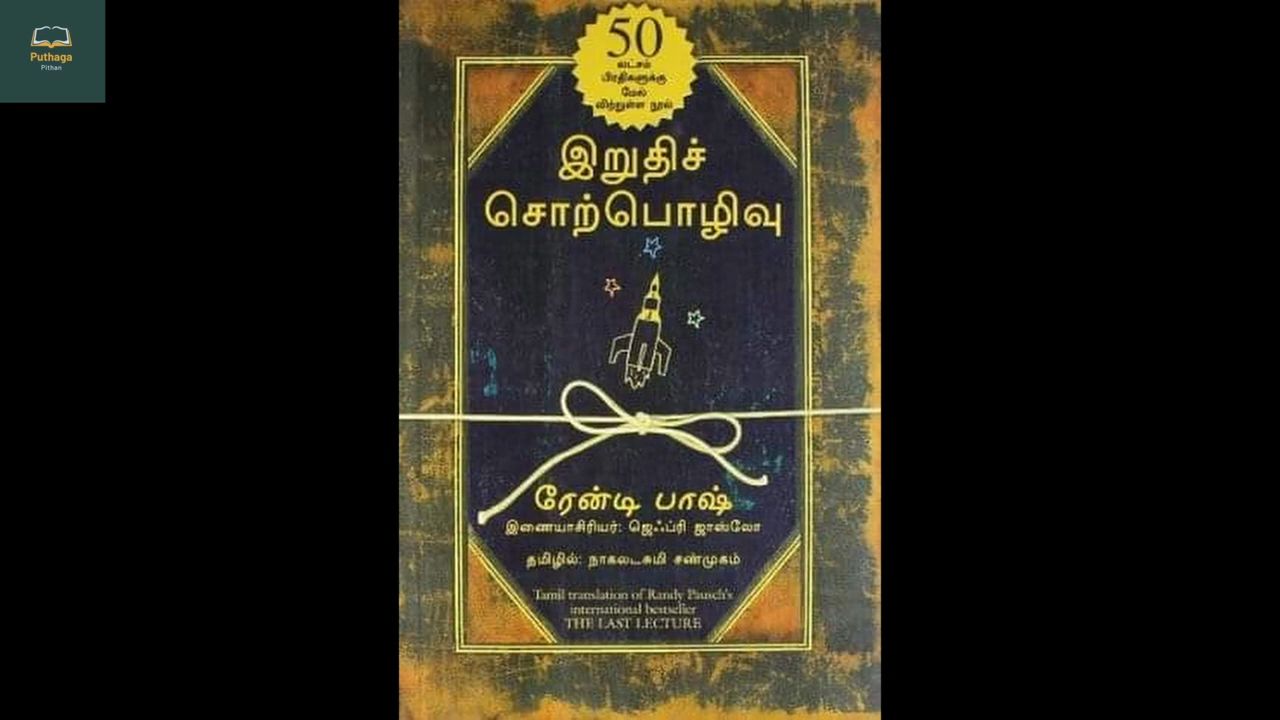 Puthaga
Pithan
50
லட்சம்
பிரதிகளுக்கு
மேல்
விற்றுள்ள நூல்
இறுதிச்
சொற்பொழிவு
ரேன்டி பாஷ்
இணையாசிரியர்: ஜெஃப்ரி ஜாஸ்லோ
தமிழில்: நாகலட்சுமி சண்முகம்
Tamil translation of Randy Pausch's
international bestseller
THE LAST LECTURE